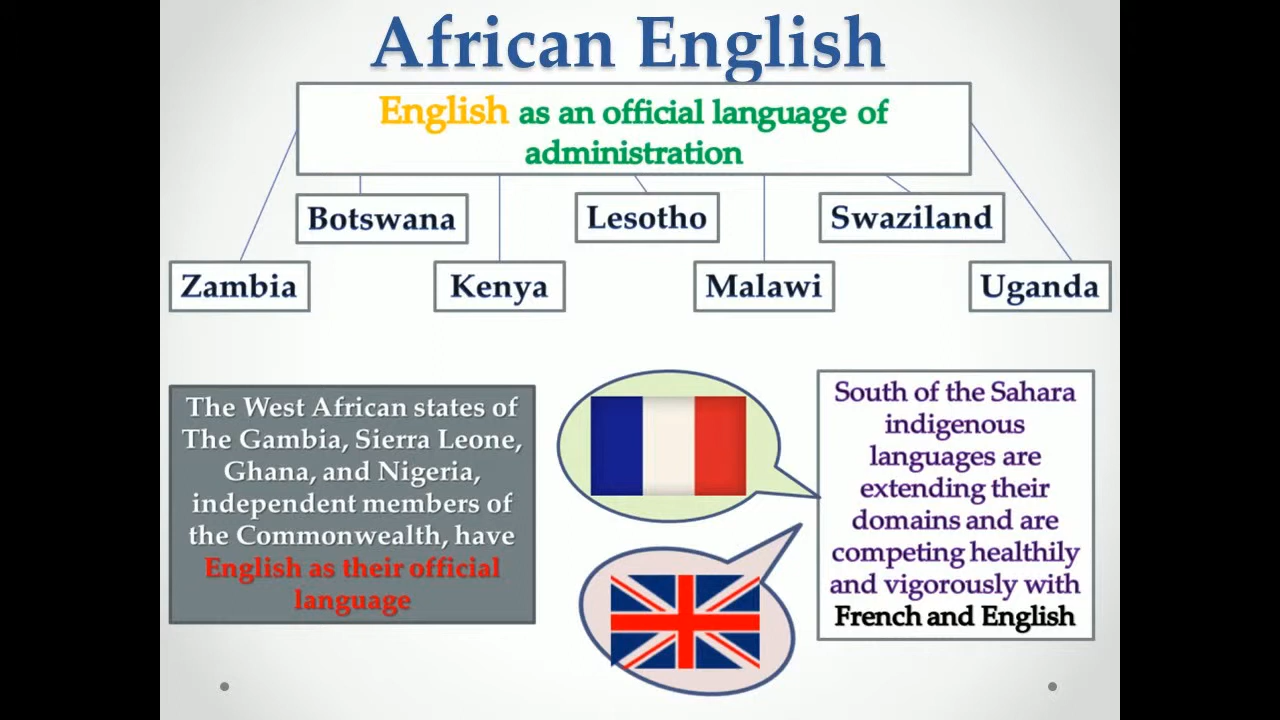 African English
English as an official language of
administration
Botswana
Lesotho
Swaziland
Zambia
Kenya
Malawi
Uganda
The West African states of
The Gambia, Sierra Leone,
Ghana, and Nigeria,
independent members of
the Commonwealth, have
English as their official
language
South of the Sahara
indigenous
languages are
extending their
domains and are
competing healthily
and vigorously with
French and English